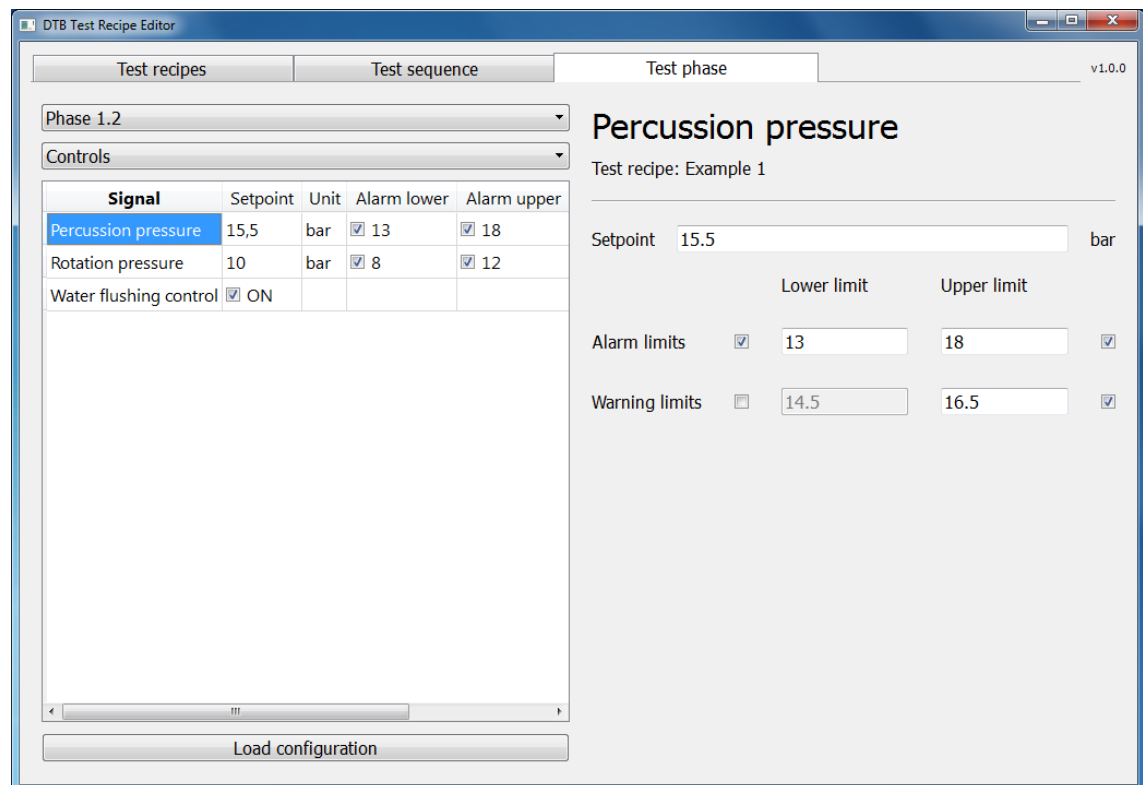 DTB Test Recipe Editor
Test recipes Test sequence Test phase v1.0.0
Phase 1.2
Controls
Signal Setpoint Unit Alarm lower Alarm upper
Percussion pressure 15,5 bar 13 18
Rotation pressure 10 bar 8 12
Water flushing control ON
Load configuration
Percussion pressure
Test recipe: Example 1
Setpoint 15.5 bar
Lower limit Upper limit
Alarm limits 13 18
Warning limits 14.5 16.5